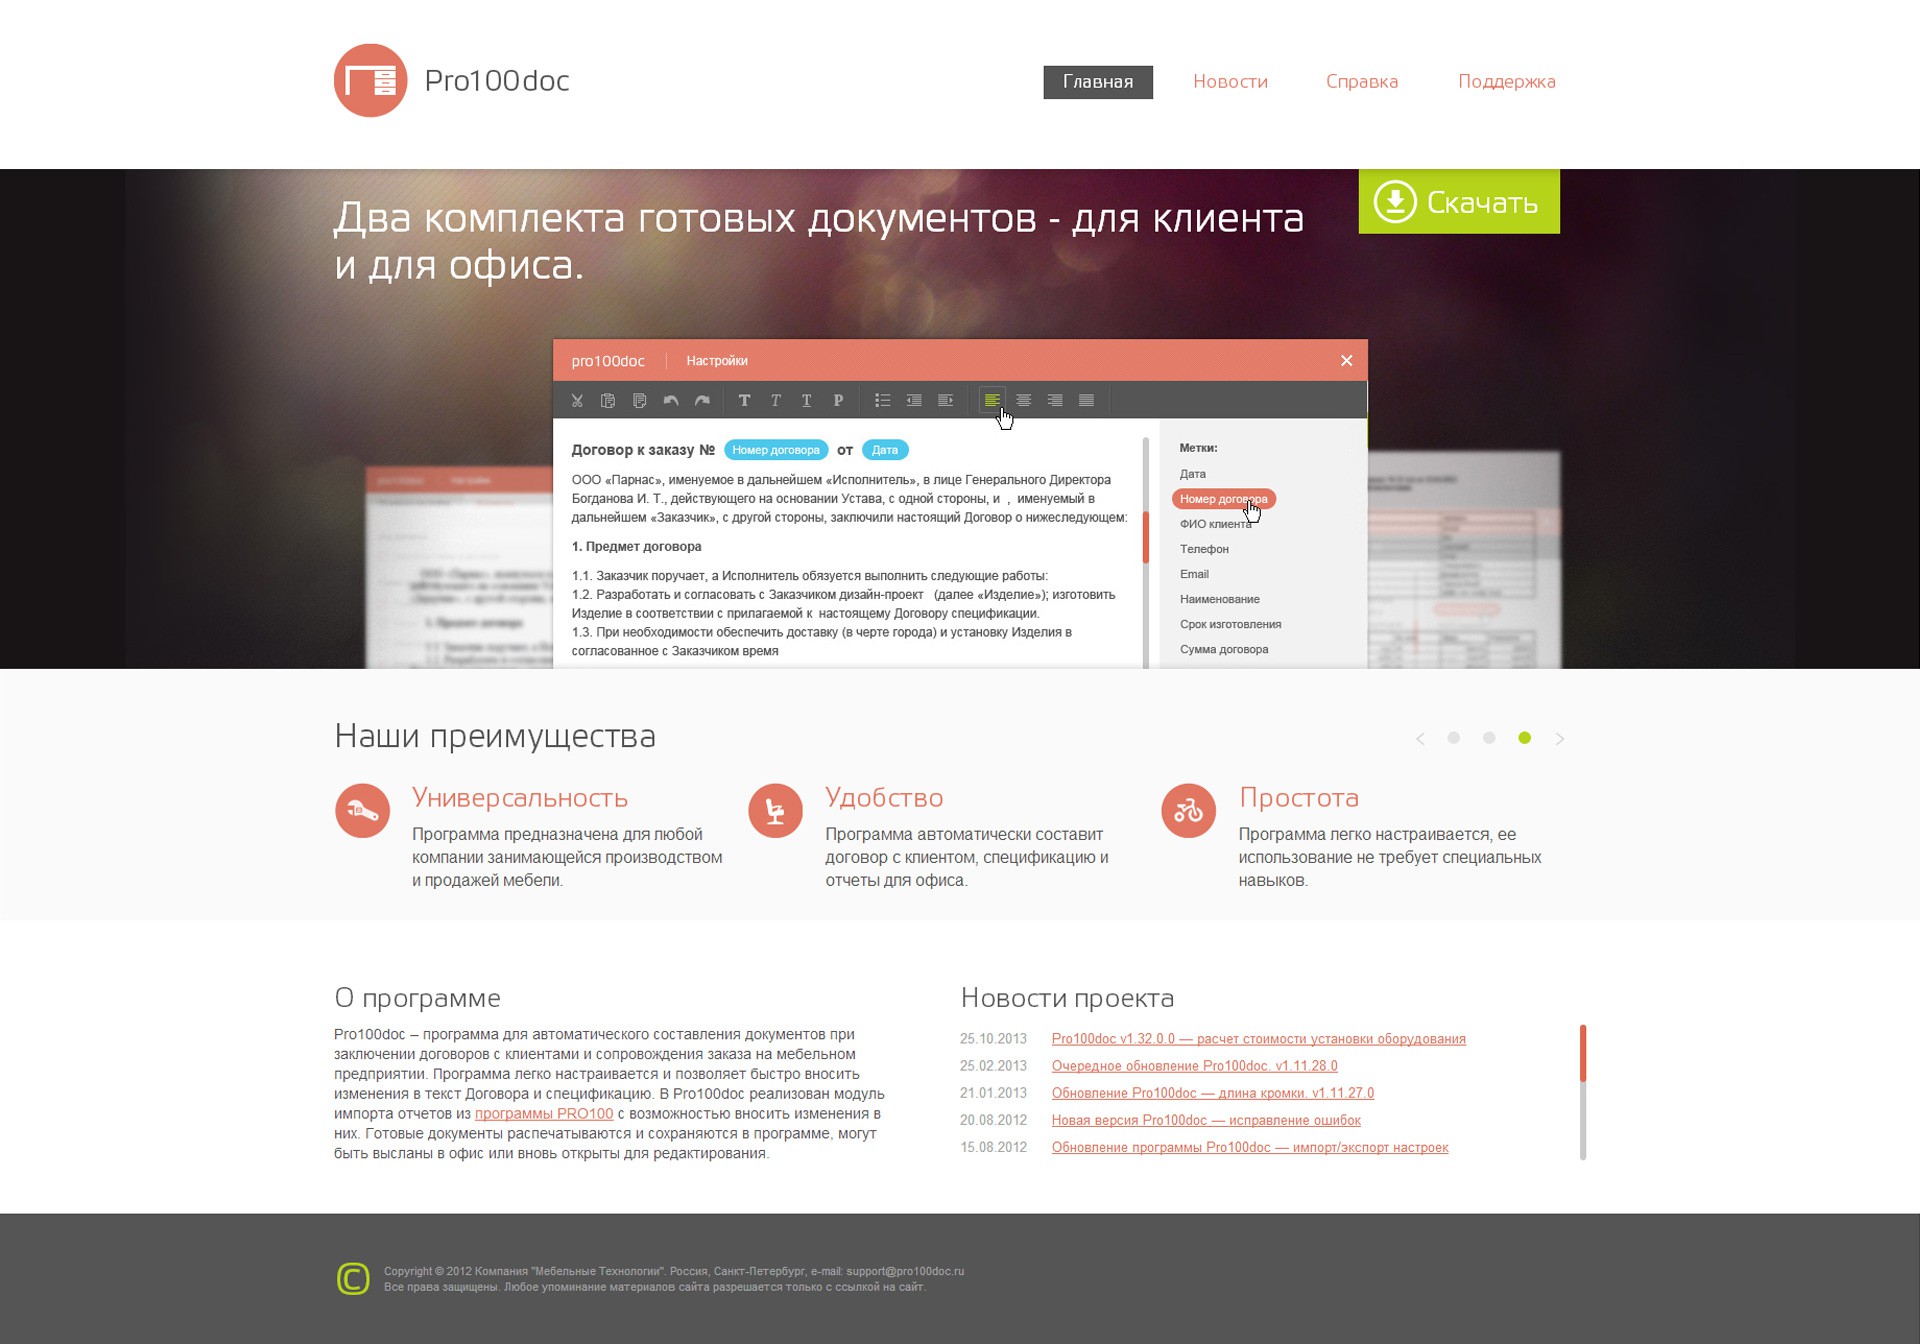 Pro100doc
Главная
Новости
Справка
Поддержка
Два комплекта готовых документов - для клиента
и для офиса.
Скачать
pro100doc
Настройки
Договор к заказу № Номер договора от Дата
ООО «Парнас», именуемое в дальнейшем «Исполнитель», в лице Генерального Директора
Богданова И. Т., действующего на основании Устава, с одной стороны, и , именуемый в
дальнейшем «Заказчик», с другой стороны, заключили настоящий Договор о нижеследующем:
1. Предмет договора
1.1. Заказчик поручает, а Исполнитель обязуется выполнить следующие работы:
1.2. Разработать и согласовать с Заказчиком дизайн-проект (далее «Изделие»); изготовить
Изделие в соответствии с прилагаемой к настоящему Договору спецификации.
1.3. При необходимости обеспечить доставку (в черте города) и установку Изделия в
согласованное с Заказчиком время
Метки:
Дата
Номер договора
ФИО клиента
Телефон
Email
Наименование
Срок изготовления
Сумма договора
Наши преимущества
Универсальность
Программа предназначена для любой
компании занимающейся производством
и продажей мебели.
Удобство
Программа автоматически составит
договор с клиентом, спецификацию и
отчеты для офиса.
Простота
Программа легко настраивается, ее
использование не требует специальных
навыков.
О программе
Pro100doc – программа для автоматического составления документов при
заключении договоров с клиентами и сопровождения заказа на мебельном
предприятии. Программа легко настраивается и позволяет быстро вносить
изменения в текст Договора и спецификацию. В Pro100doc реализован модуль
импорта отчетов из программы PRO100 с возможностью вносить изменения в
них. Готовые документы распечатываются и сохраняются в программе, могут
быть высланы в офис или вновь открыты для редактирования.
Новости проекта
25.10.2013 Pro100doc v1.32.0.0 — расчет стоимости установки оборудования
25.02.2013 Очередное обновление Pro100doc. v1.11.28.0
21.01.2013 Обновление Pro100doc — длина кромки. v1.11.27.0
20.08.2012 Новая версия Pro100doc — исправление ошибок
15.08.2012 Обновление программы Pro100doc — импорт/экспорт настроек
Copyright © 2012 Компания "Мебельные Технологии". Россия, Санкт-Петербург, e-mail: support@pro100doc.ru
Все права защищены. Любое упоминание материалов сайта разрешается только с ссылкой на сайт.